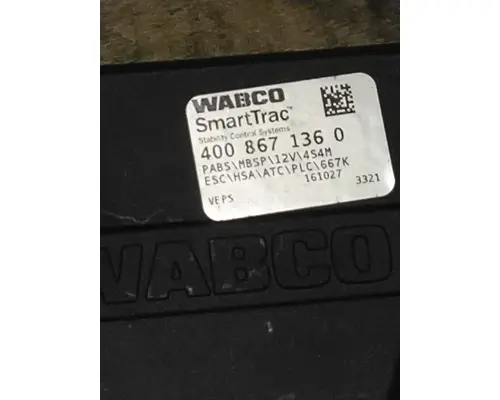 WABCO
SmartTrac™
Stability Control Systems
400 867 136 0
PABS\MBSP\12V\4S4M
ESC\HSA\ATC\PLC\667K
161027 3321
VEPS
WABCO